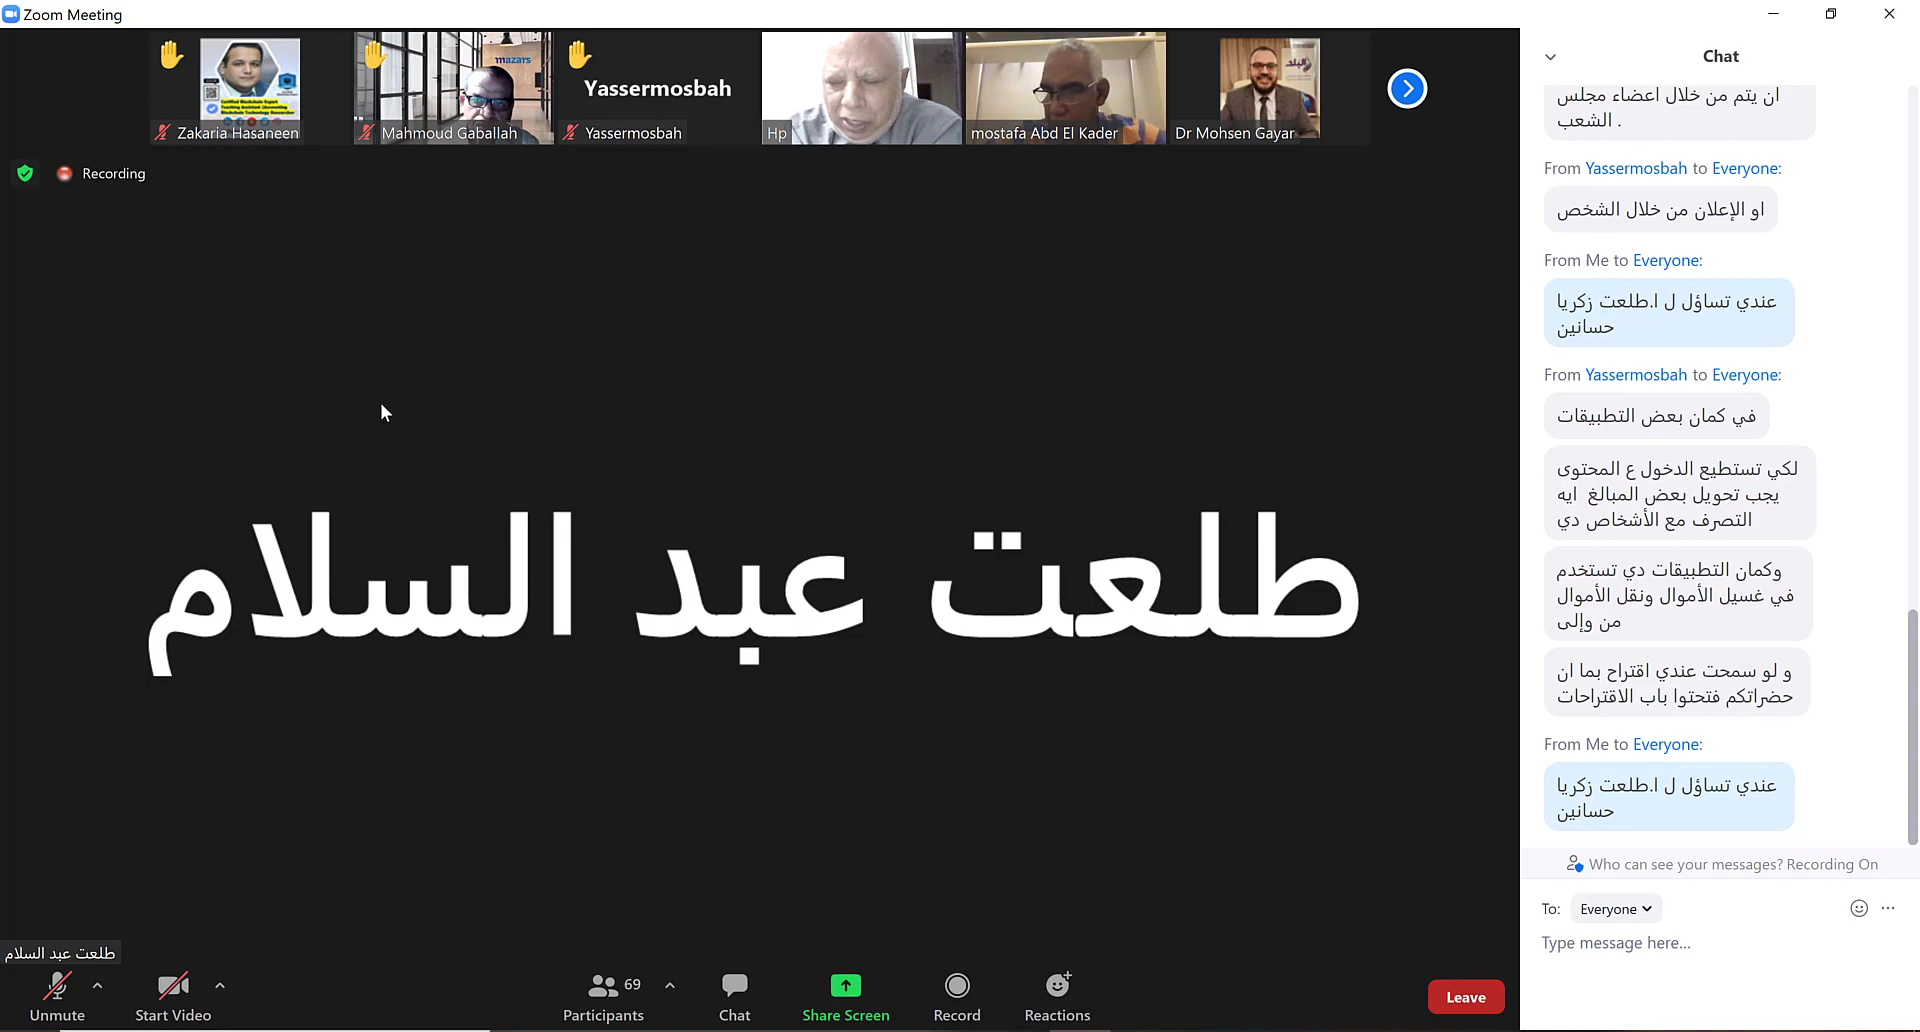 Zoom Meeting
Zakaria Hasaneen
mazars
Mahmoud Gaballah
Yassermosbah
Yassermosbah
Hp
mostafa Abd El Kader
Dr Mohsen Gayar
Recording
طلعت عبد السلام
طلعت عبد السلام
Unmute
Start Video
69
Participants
Chat
Share Screen
Record
Reactions
Leave
Chat
ان يتم من خلال اعضاء مجلس
الشعب .
From Yassermosbah to Everyone:
او الإعلان من خلال الشخص
From Me to Everyone:
عندي تساؤل ل ا.طلعت زكريا
حسانين
From Yassermosbah to Everyone:
في كمان بعض التطبيقات
لكي تستطيع الدخول ع المحتوى
يجب تحويل بعض المبالغ ايه
التصرف مع الأشخاص دي
وكمان التطبيقات دي تستخدم
في غسيل الأموال ونقل الأموال
من وإلى
و لو سمحت عندي اقتراح بما ان
حضراتكم فتحتوا باب الاقتراحات
From Me to Everyone:
عندي تساؤل ل ا.طلعت زكريا
حسانين
Who can see your messages? Recording On
To: Everyone
Type message here...